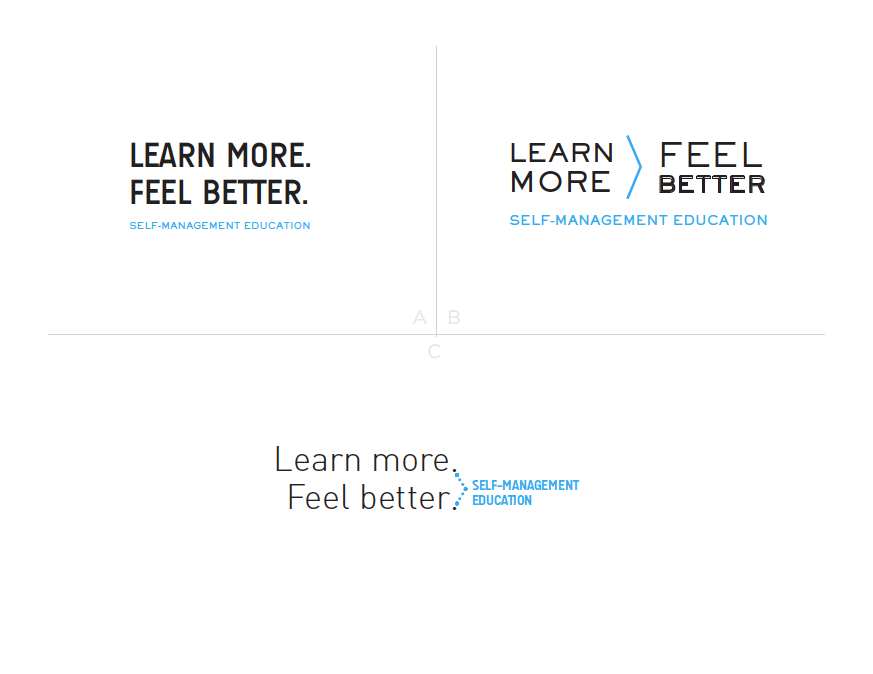 LEARN MORE.
FEEL BETTER.
SELF-MANAGEMENT EDUCATION
LEARN
MORE
FEEL
BETTER
SELF-MANAGEMENT EDUCATION
A B
C
Learn more.
Feel better.
SELF-MANAGEMENT
EDUCATION